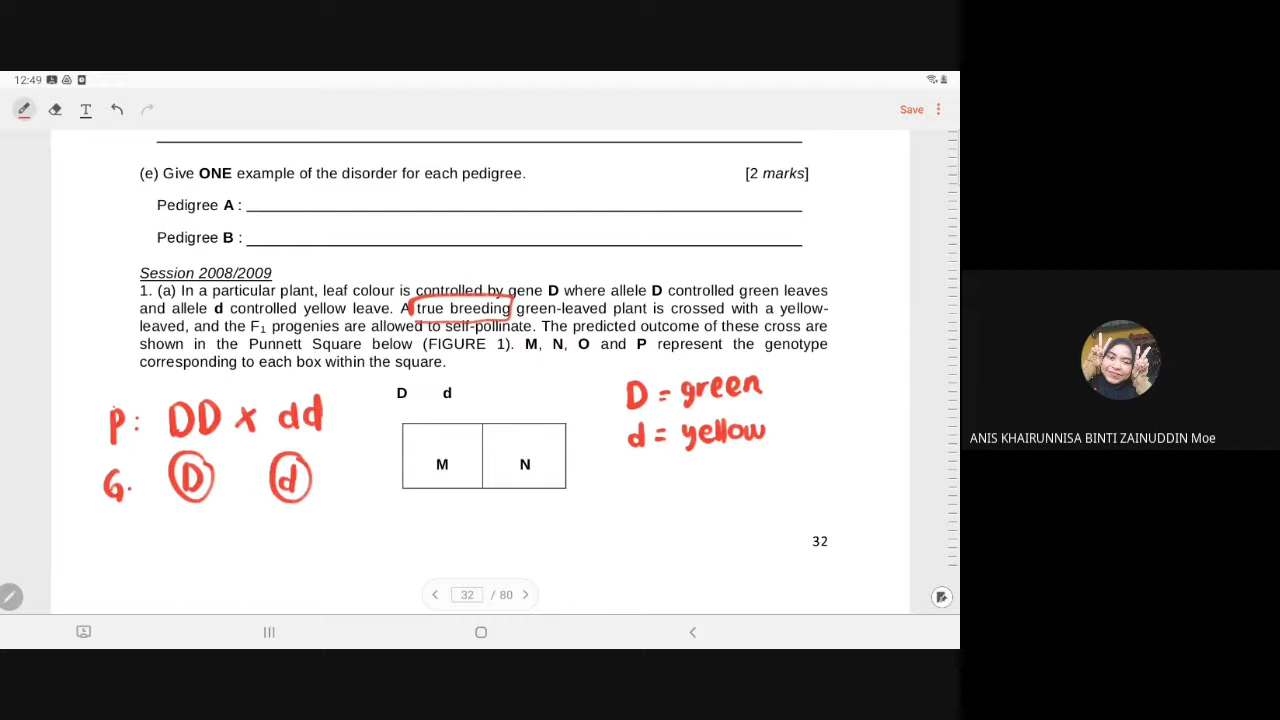 12:49
T
Save
(e) Give ONE example of the disorder for each pedigree. [2 marks]
Pedigree A :
Pedigree B :
Session 2008/2009
1. (a) In a particular plant, leaf colour is controlled by gene D where allele D controlled green leaves
and allele d controlled yellow leave. A true breeding green-leaved plant is crossed with a yellow-
leaved, and the F1 progenies are allowed to self-pollinate. The predicted outcome of these cross are
shown in the Punnett Square below (FIGURE 1). M, N, O and P represent the genotype
corresponding to each box within the square.
D d
D = green
d = yellow
P: DD x dd
G. D d
M N
32
32 / 80
ANIS KHAIRUNNISA BINTI ZAINUDDIN Moe